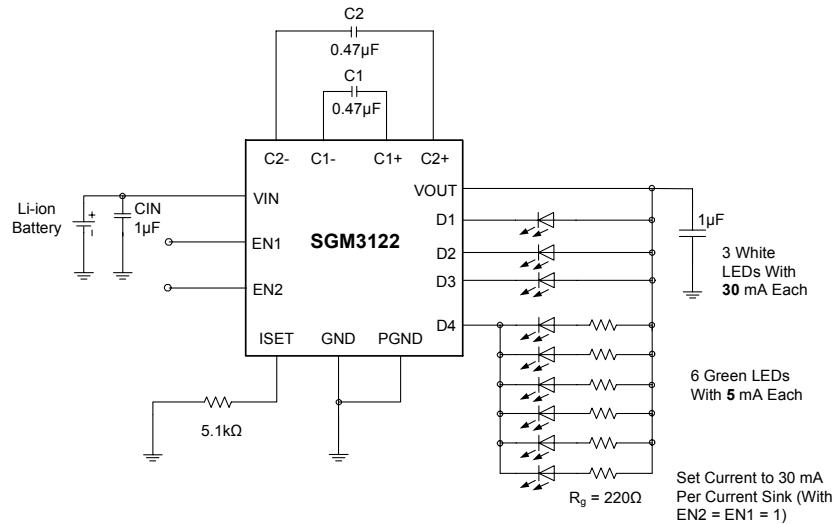 C2
0.47µF
C1
0.47µF
C2- C1- C1+ C2+
VIN
VOUT
Li-ion
Battery
+
-
CIN
1µF
EN1
EN2
SGM3122
D1
D2
D3
D4
1µF
3 White
LEDs With
30 mA Each
ISET GND PGND
6 Green LEDs
With 5 mA Each
5.1kΩ
Rg = 220Ω
Set Current to 30 mA
Per Current Sink (With
EN2 = EN1 = 1)